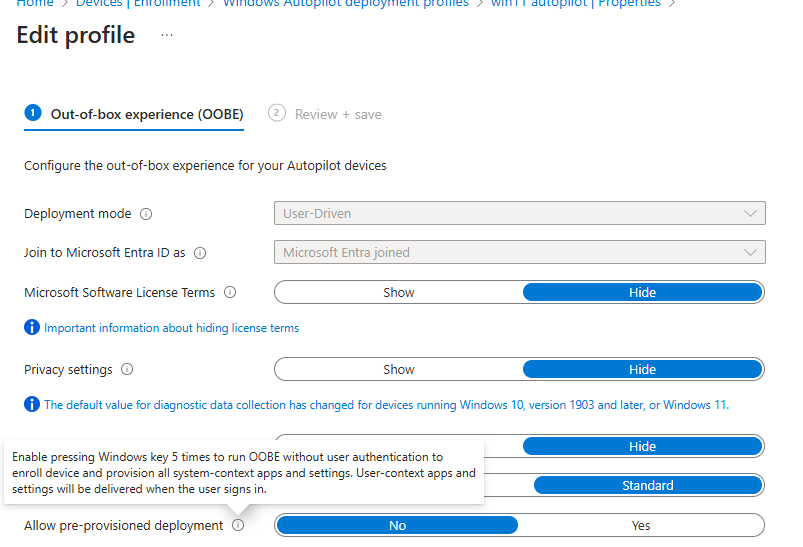 Home > Devices | Enrollment > Windows Autopilot deployment profiles > win11 autopilot | Properties >
Edit profile ...
1 Out-of-box experience (OOBE) 2 Review + save
Configure the out-of-box experience for your Autopilot devices
Deployment mode User-Driven
Join to Microsoft Entra ID as Microsoft Entra joined
Microsoft Software License Terms Show Hide
Important information about hiding license terms
Privacy settings Show Hide
The default value for diagnostic data collection has changed for devices running Windows 10, version 1903 and later, or Windows 11.
Hide
Enable pressing Windows key 5 times to run OOBE without user authentication to
enroll device and provision all system-context apps and settings. User-context apps and
settings will be delivered when the user signs in.
Standard
Allow pre-provisioned deployment No Yes